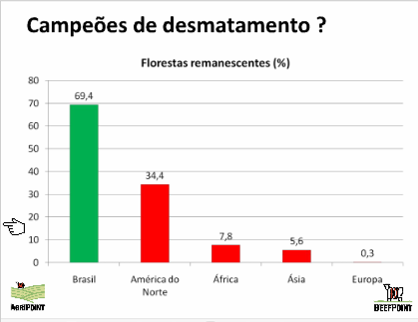 Campeões de desmatamento ?
Florestas remanescentes (%)
80
70
60
50
40
30
20
10
0
69,4
34,4
7,8
5,6
0,3
Brasil
América do
Norte
África
Ásia
Europa
AGRIPOINT
BEEFPOINT